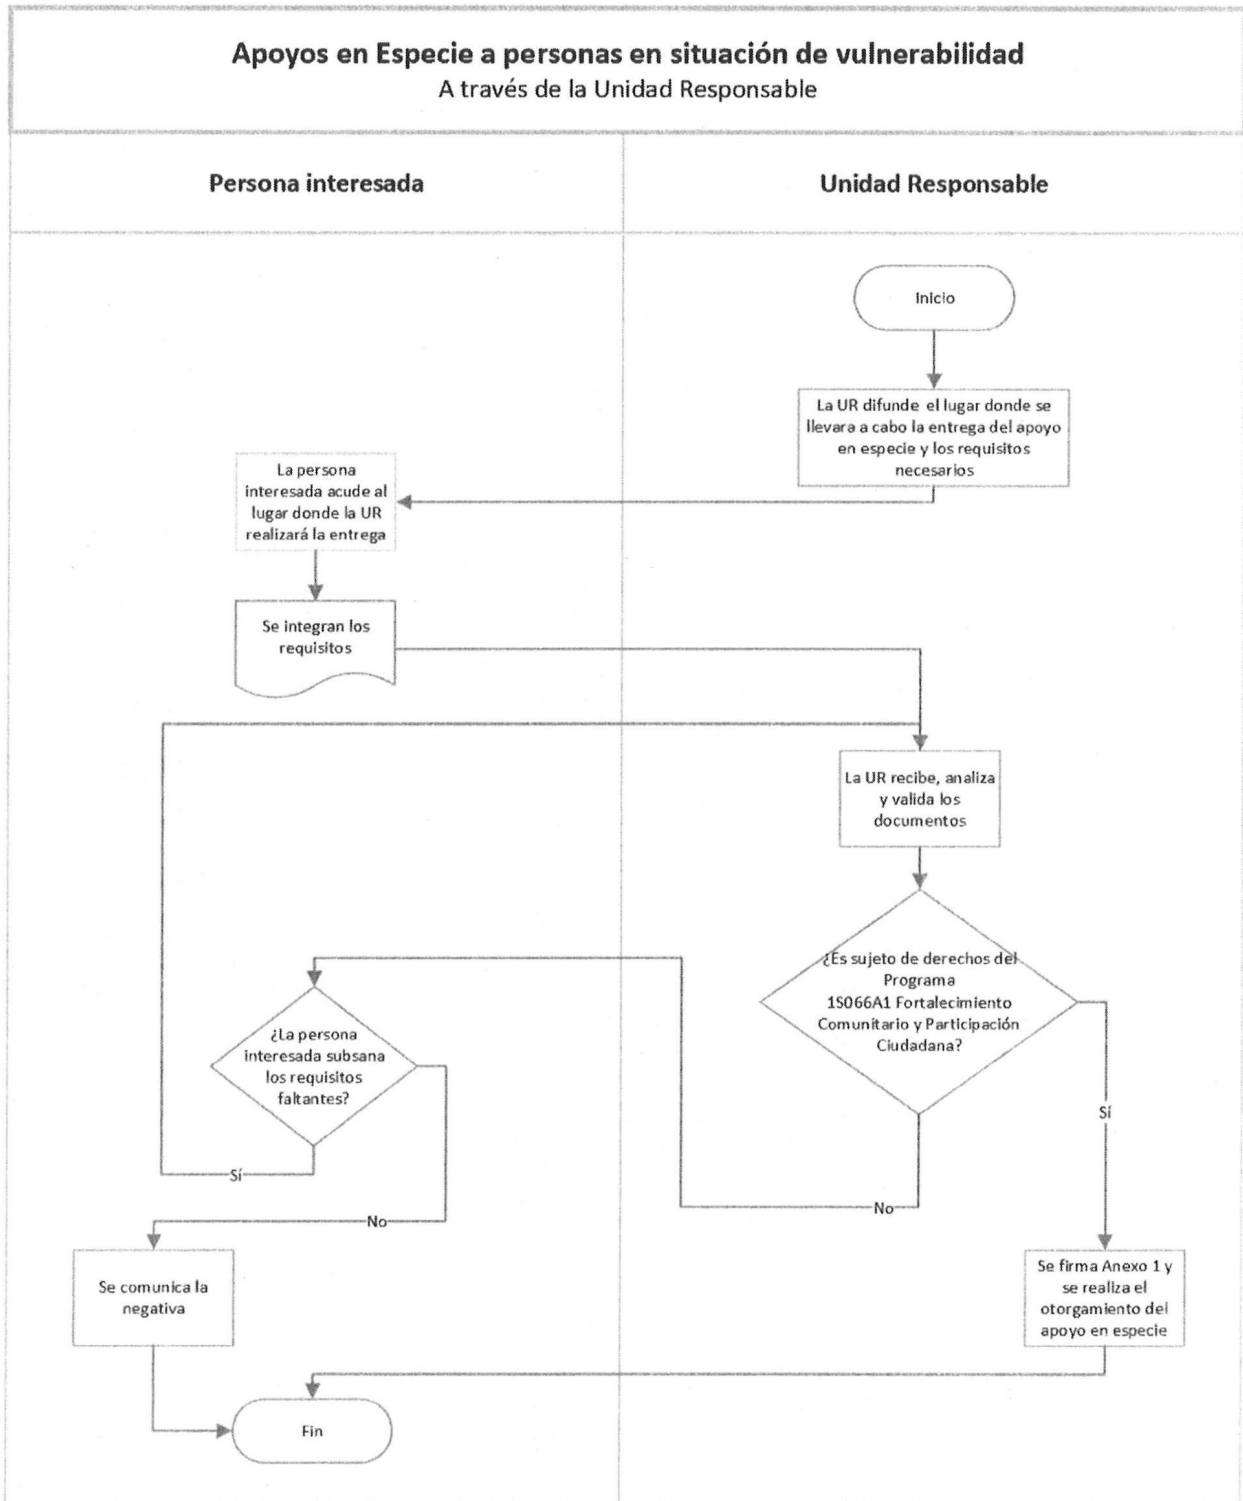 Apoyos en Especie a personas en situación de vulnerabilidad
A través de la Unidad Responsable
Persona interesada
Unidad Responsable
Inicio
La UR difunde el lugar donde se
llevara a cabo la entrega del apoyo
en especie y los requisitos
necesarios
La persona
interesada acude al
lugar donde la UR
realizará la entrega
Se integran los
requisitos
La UR recibe, analiza
y valida los
documentos
¿Es sujeto de derechos del
Programa
1S066A1 Fortalecimiento
Comunitario y Participación
Ciudadana?
¿La persona
interesada subsana
los requisitos
faltantes?
Sí
Sí
No
No
Se comunica la
negativa
Se firma Anexo 1 y
se realiza el
otorgamiento del
apoyo en especie
Fin